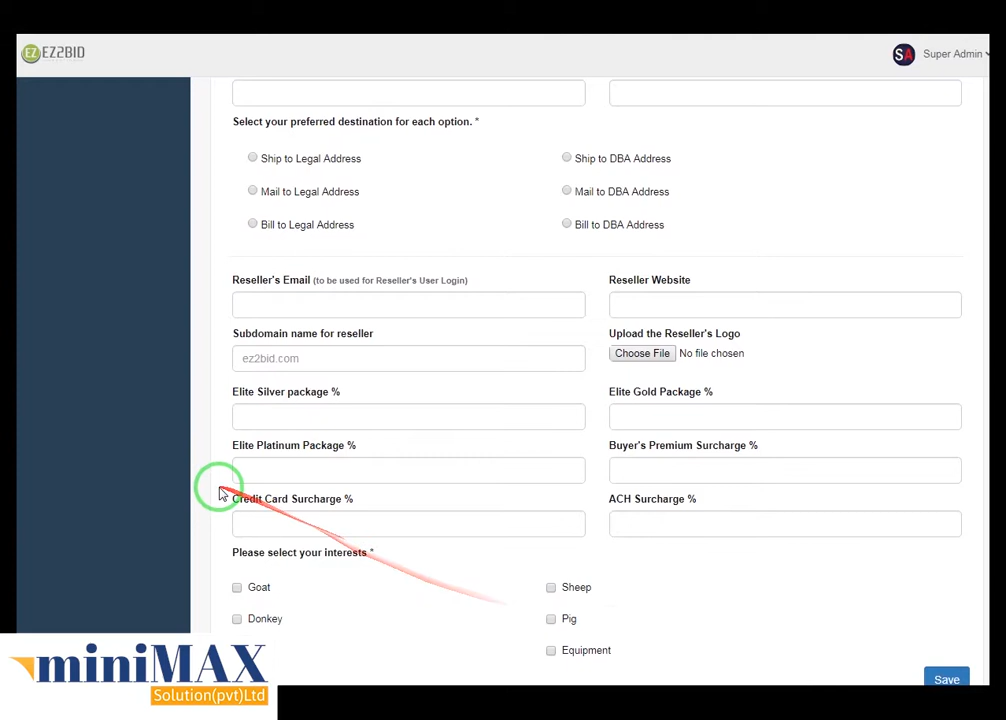 EZ EZ2BID
SA Super Admin
Select your preferred destination for each option. *
Ship to Legal Address Ship to DBA Address
Mail to Legal Address Mail to DBA Address
Bill to Legal Address Bill to DBA Address
Reseller's Email (to be used for Reseller's User Login) Reseller Website
Subdomain name for reseller Upload the Reseller's Logo
ez2bid.com Choose File No file chosen
Elite Silver package % Elite Gold Package %
Elite Platinum Package % Buyer's Premium Surcharge %
Credit Card Surcharge % ACH Surcharge %
Please select your interests *
Goat Sheep
Donkey Pig
Equipment
miniMAX
Solution(pvt)Ltd
Save